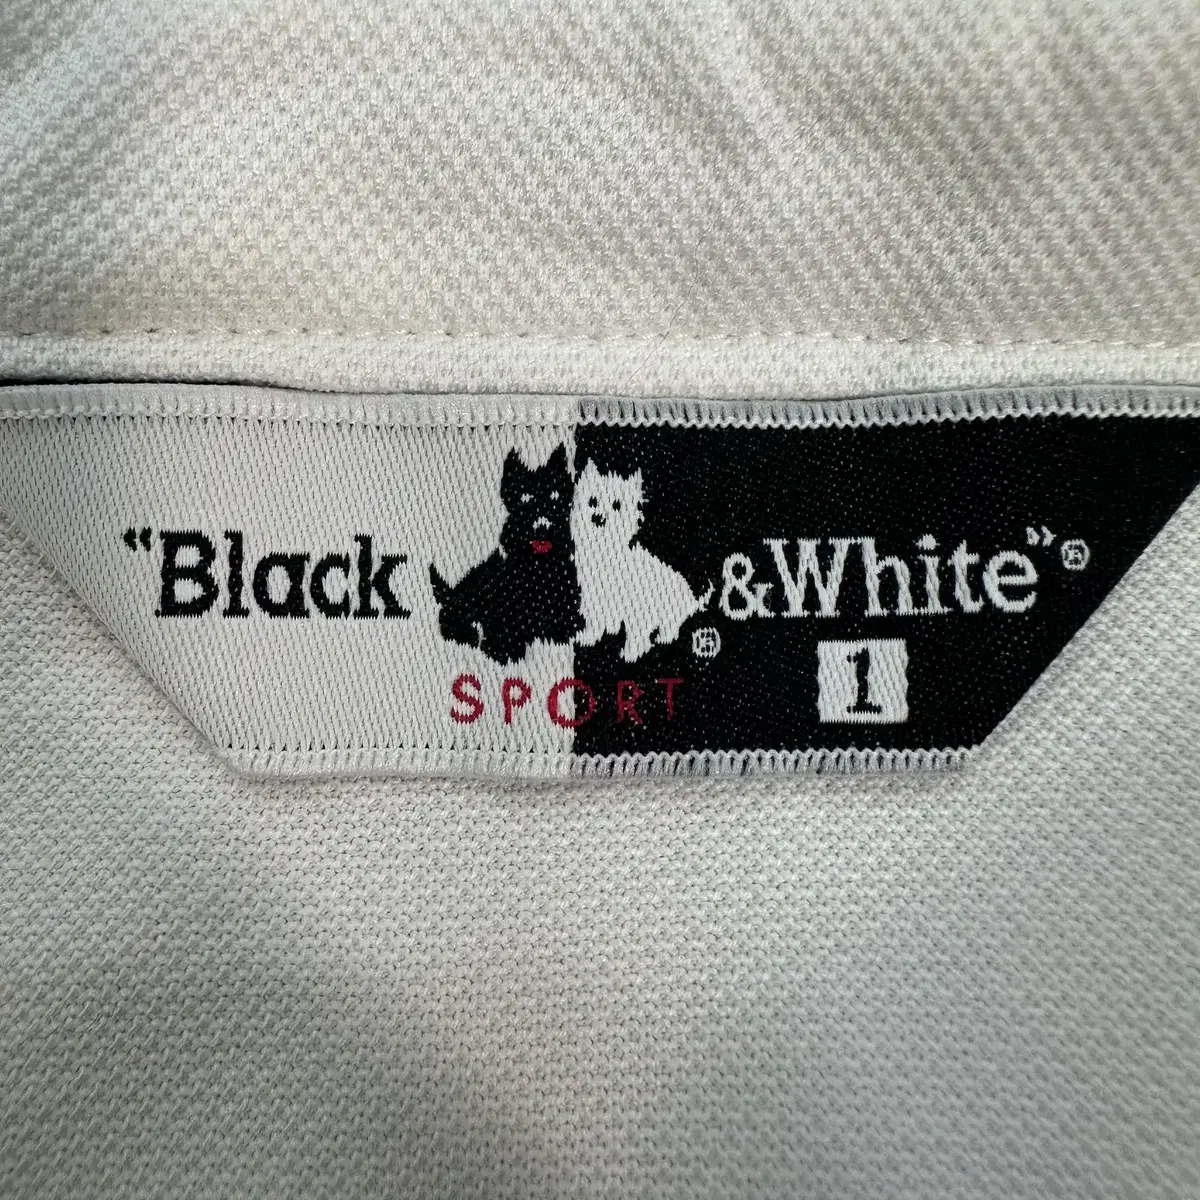 "Black &White"®
®
SPORT 1